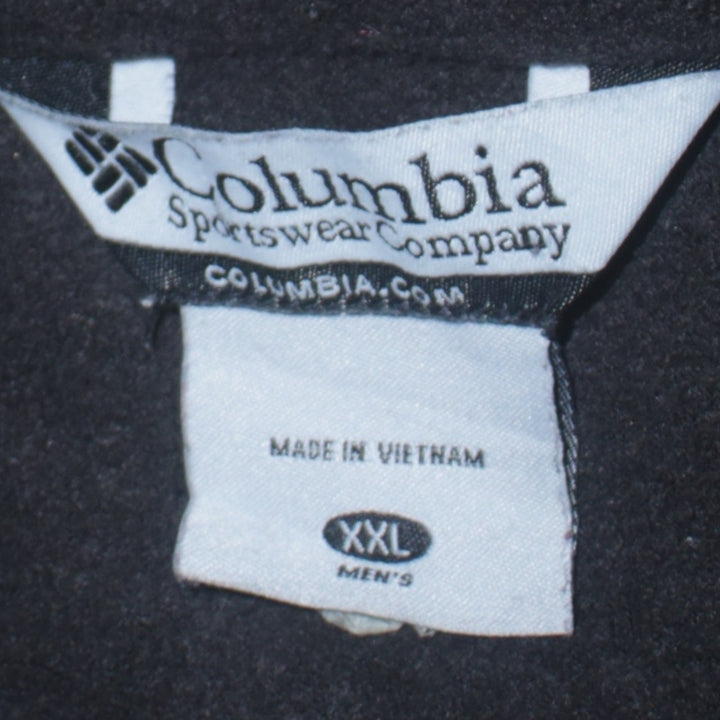 Columbia
Sportswear Company
COLUMBIA.COM
MADE IN VIETNAM
XXL
MEN'S